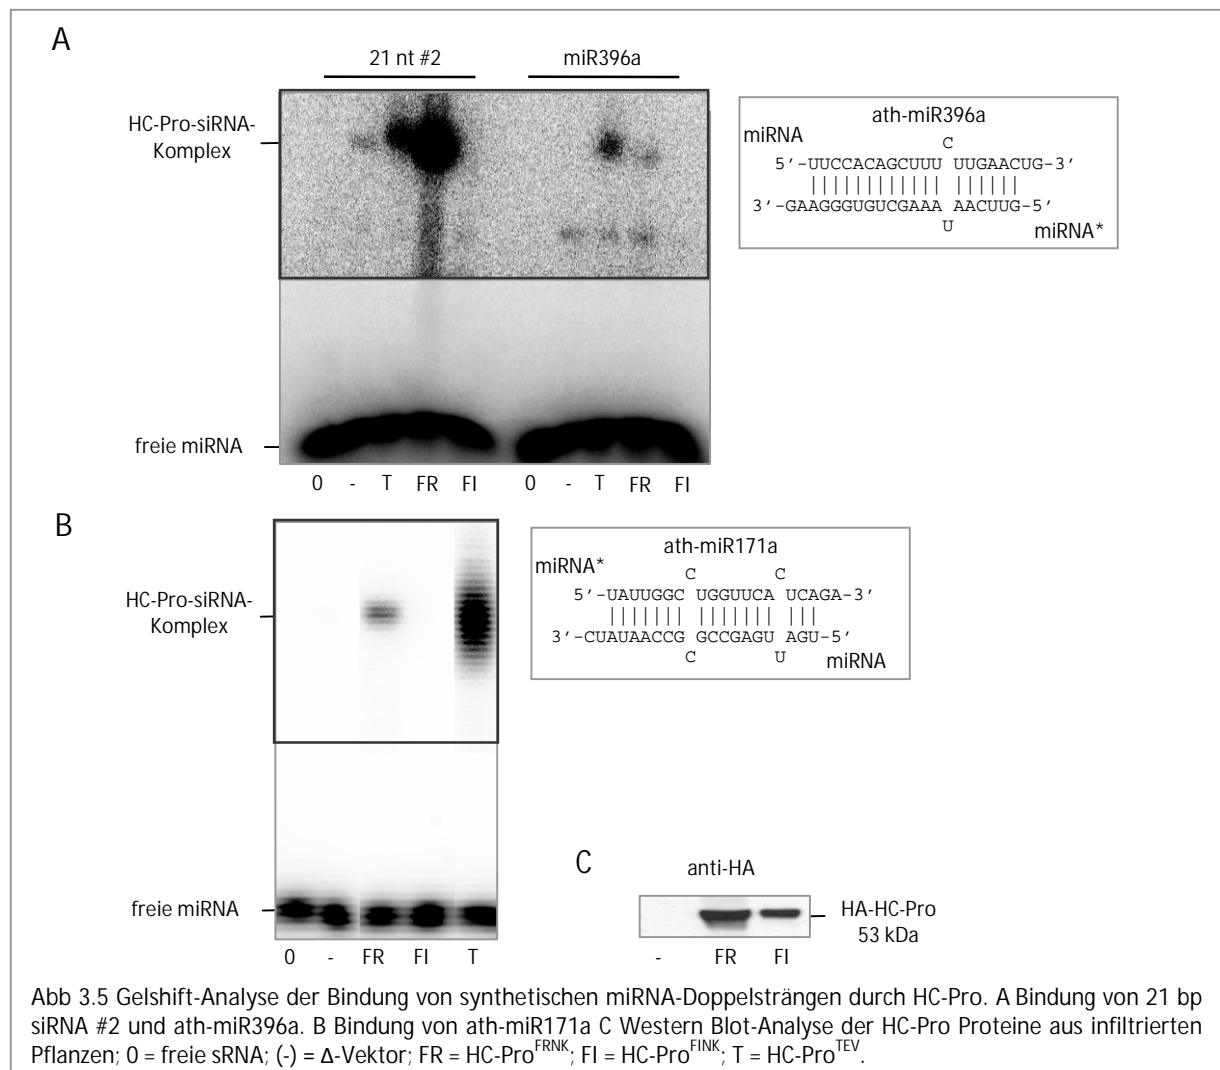 A
21 nt #2
miR396a
HC-Pro-siRNA-
Komplex
freie miRNA
0 - T FR FI 0 - T FR FI
ath-miR396a
miRNA
C
5′-UUCCACAGCUUU UUGAACUG-3′
|||||||||||| ||||||
3′-GAAGGGUGUCGAAA AACUUG-5′
U
miRNA*
B
HC-Pro-siRNA-
Komplex
freie miRNA
0 - FR FI T
ath-miR171a
miRNA*
C C
5′-UAUUGGC UGGUUCA UCAGA-3′
||||||| ||||||| |||
3′-CUAUAACCG GCCGAGU AGU-5′
C U
miRNA
C
anti-HA
HA-HC-Pro
53 kDa
- FR FI
Abb 3.5 Gelshift-Analyse der Bindung von synthetischen miRNA-Doppelsträngen durch HC-Pro. A Bindung von 21 bp
siRNA #2 und ath-miR396a. B Bindung von ath-miR171a C Western Blot-Analyse der HC-Pro Proteine aus infiltrierten
Pflanzen; 0 = freie sRNA; (-) = Δ-Vektor; FR = HC-Pro^FRNK; FI = HC-Pro^FINK; T = HC-Pro^TEV.